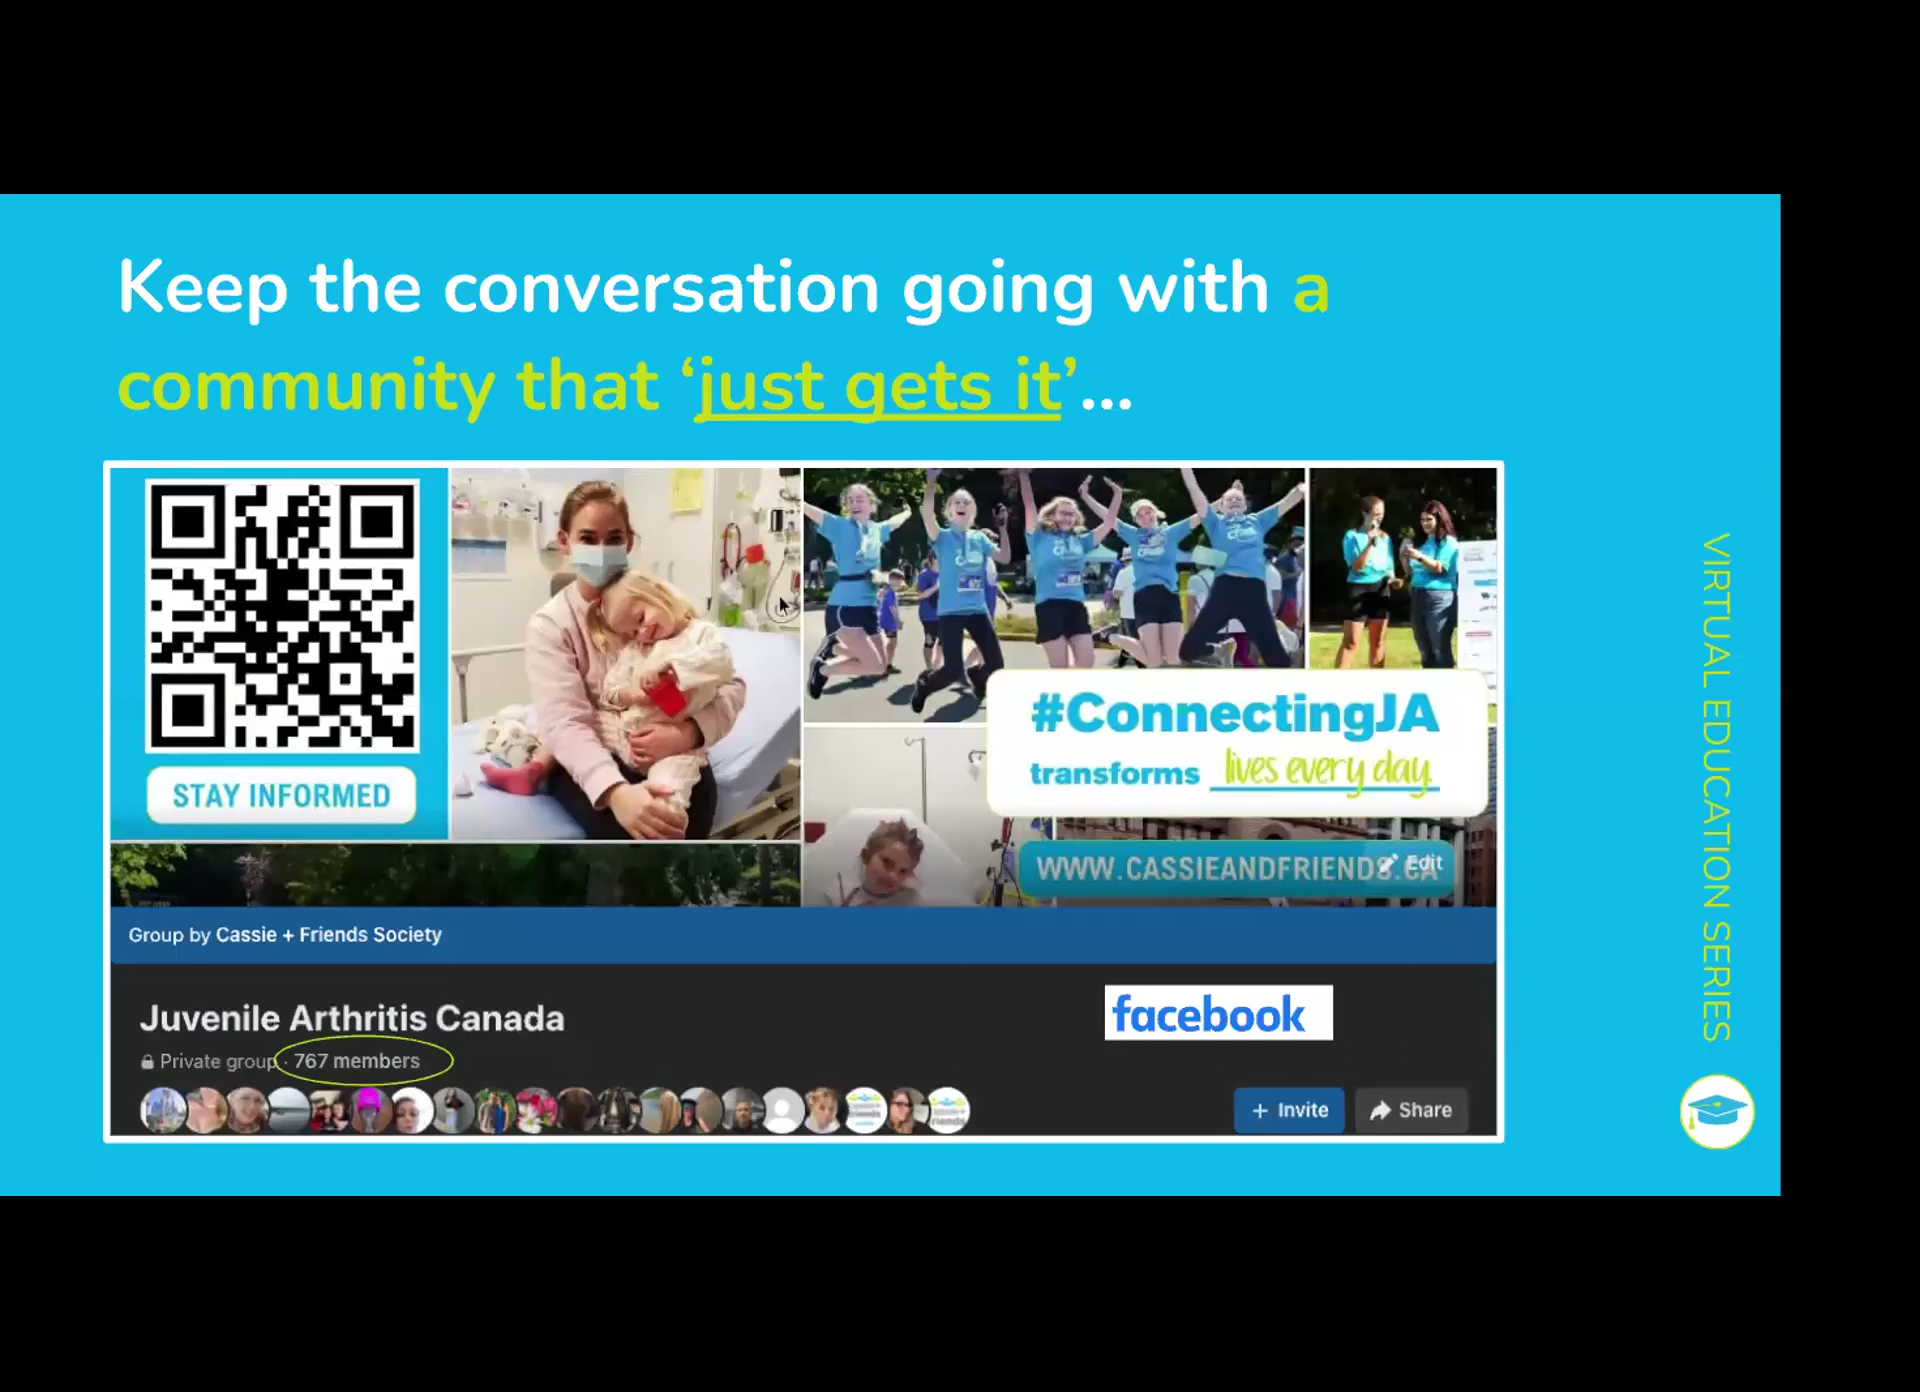 Keep the conversation going with a
community that ‘just gets it’...
STAY INFORMED
#ConnectingJA
transforms lives every day.
WWW.CASSIEANDFRIENDS.CA
Edit
Group by Cassie + Friends Society
Juvenile Arthritis Canada
Private group · 767 members
facebook
+ Invite
Share
VIRTUAL EDUCATION SERIES